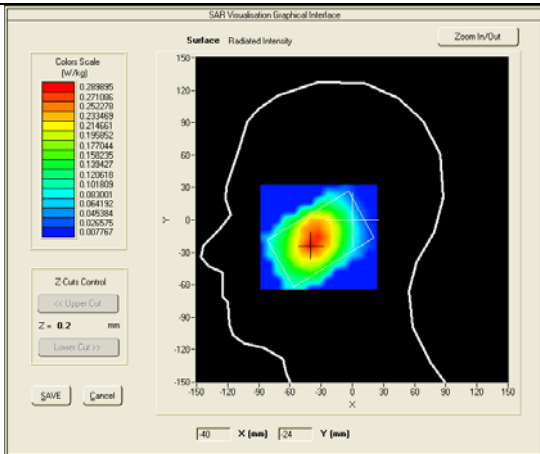 SAR Visualisation Graphical Interface
Surface Radiated Intensity
Zoom In/Out
Colors Scale
(W/kg)
0.289895
0.271086
0.252278
0.233469
0.214661
0.195852
0.177044
0.158235
0.139427
0.120618
0.101809
0.083001
0.064192
0.045384
0.026575
0.007767
Z Cuts Control
<< Upper Cut
Z = 0.2 mm
Lower Cut >>
SAVE Cancel
150
120
90
60
30
0
-30
-60
-90
-120
-150
Y
-150 -120 -90 -60 -30 0 30 60 90 120 150
X
-40 X (mm) -24 Y (mm)